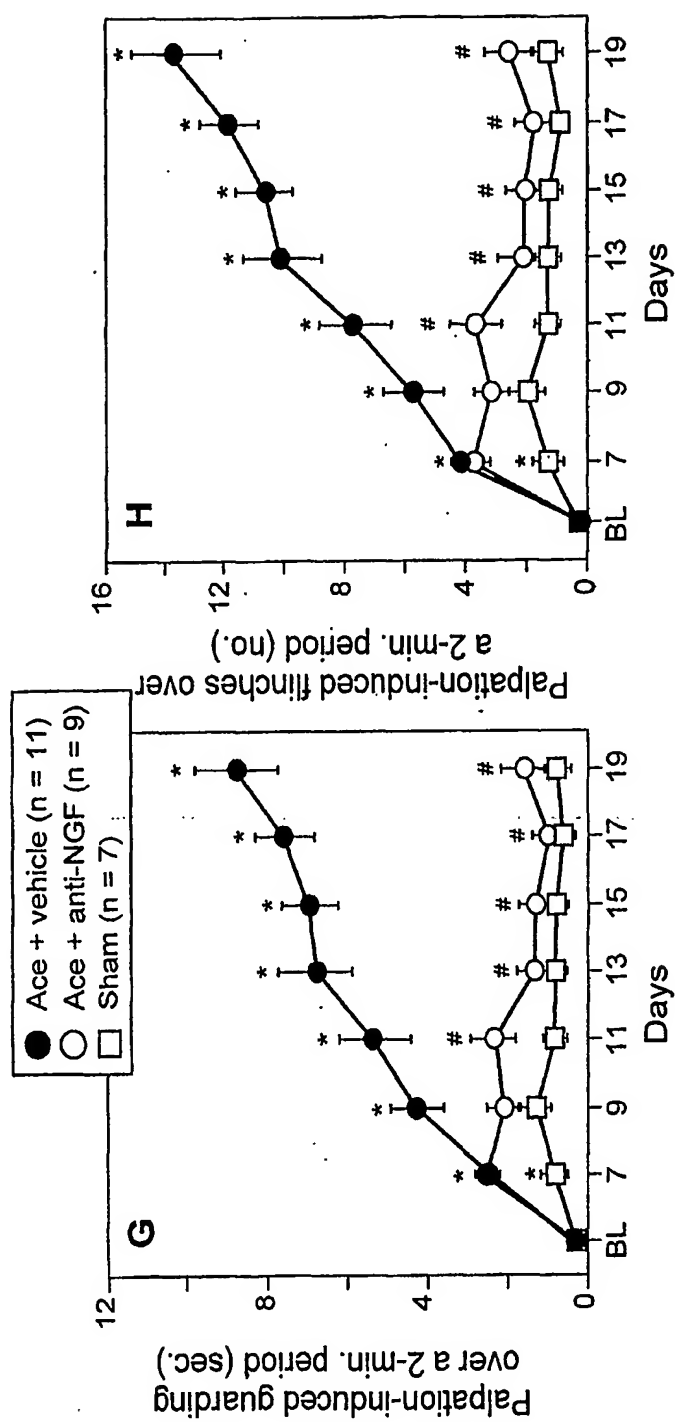 ● Ace + vehicle (n = 11)
○ Ace + anti-NGF (n = 9)
□ Sham (n = 7)
G
Palpation-induced guarding
over a 2-min. period (sec.)
12
8
4
0
* * * * * * *
*
# # # # #
BL 7 9 11 13 15 17 19
Days
H
Palpation-induced flinches over
a 2-min. period (no.)
16
12
8
4
0
* * * * * * *
*
# # # # #
BL 7 9 11 13 15 17 19
Days